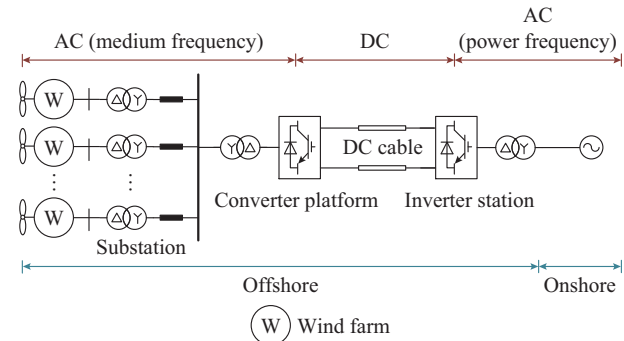 AC
AC (medium frequency)
DC
(power frequency)
W
W
W
DC cable
Converter platform
Inverter station
Substation
Offshore
Onshore
W Wind farm